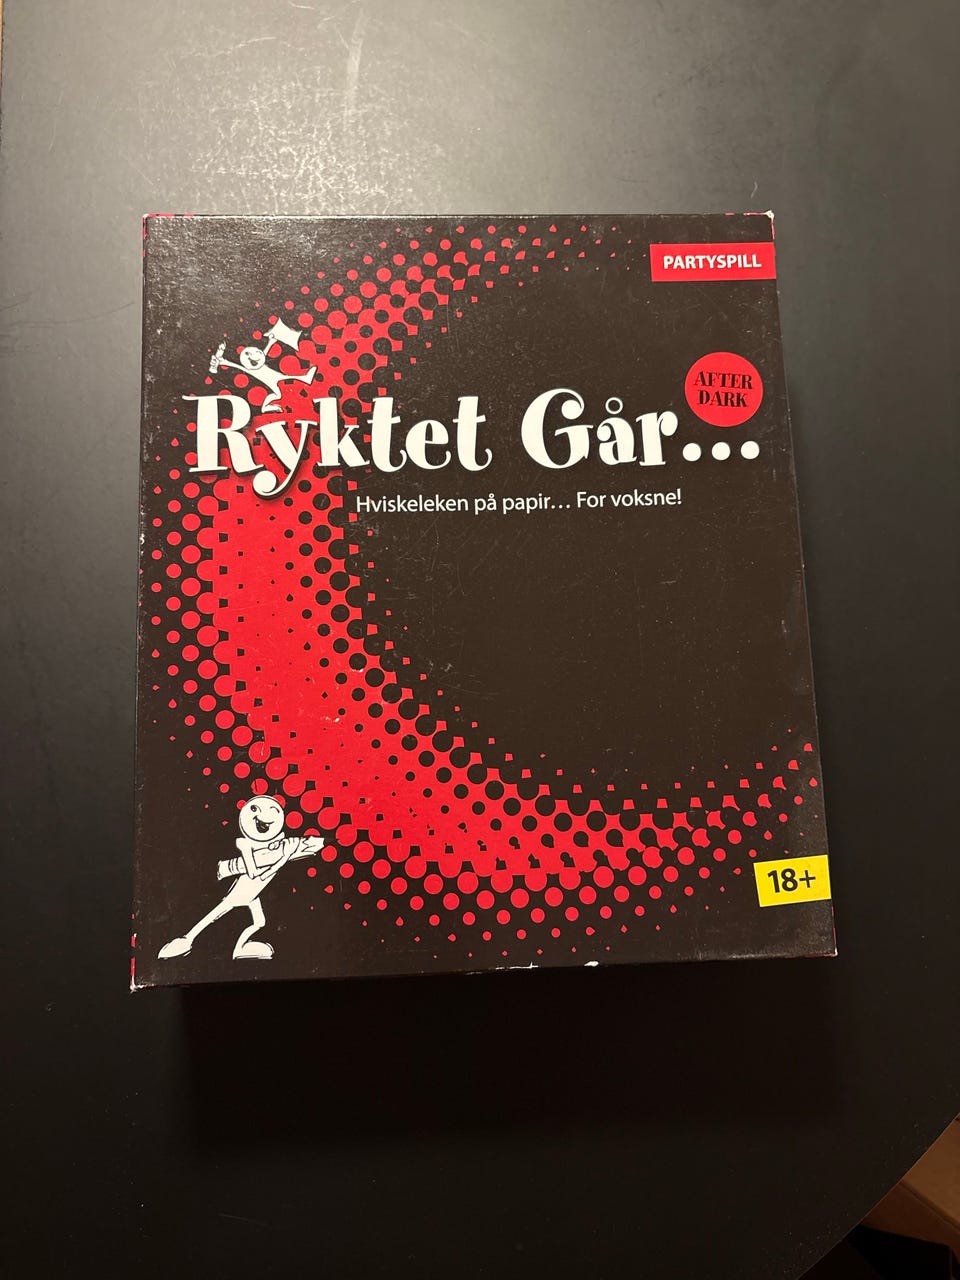 PARTYSPILL
AFTER
DARK
Ryktet Går...
Hviskeleken på papir... For voksne!
18+